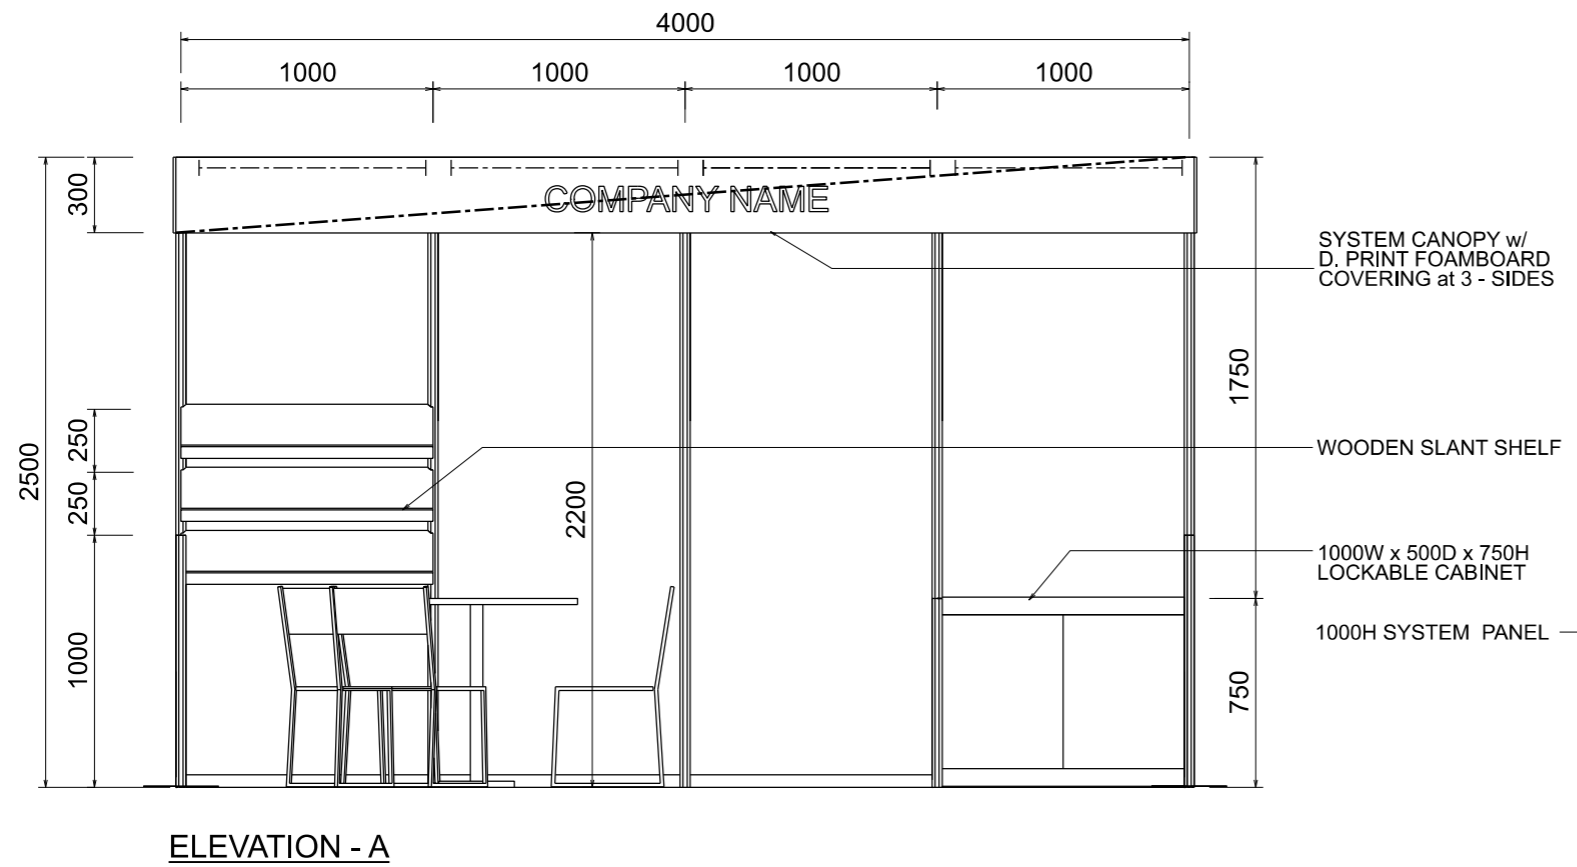 4000
1000
1000
1000
1000
300
COMPANY NAME
SYSTEM CANOPY w/
D. PRINT FOAMBOARD
COVERING at 3 - SIDES
1750
250
WOODEN SLANT SHELF
2500
250
2200
1000W x 500D x 750H
LOCKABLE CABINET
1000H SYSTEM PANEL
1000
750
ELEVATION - A